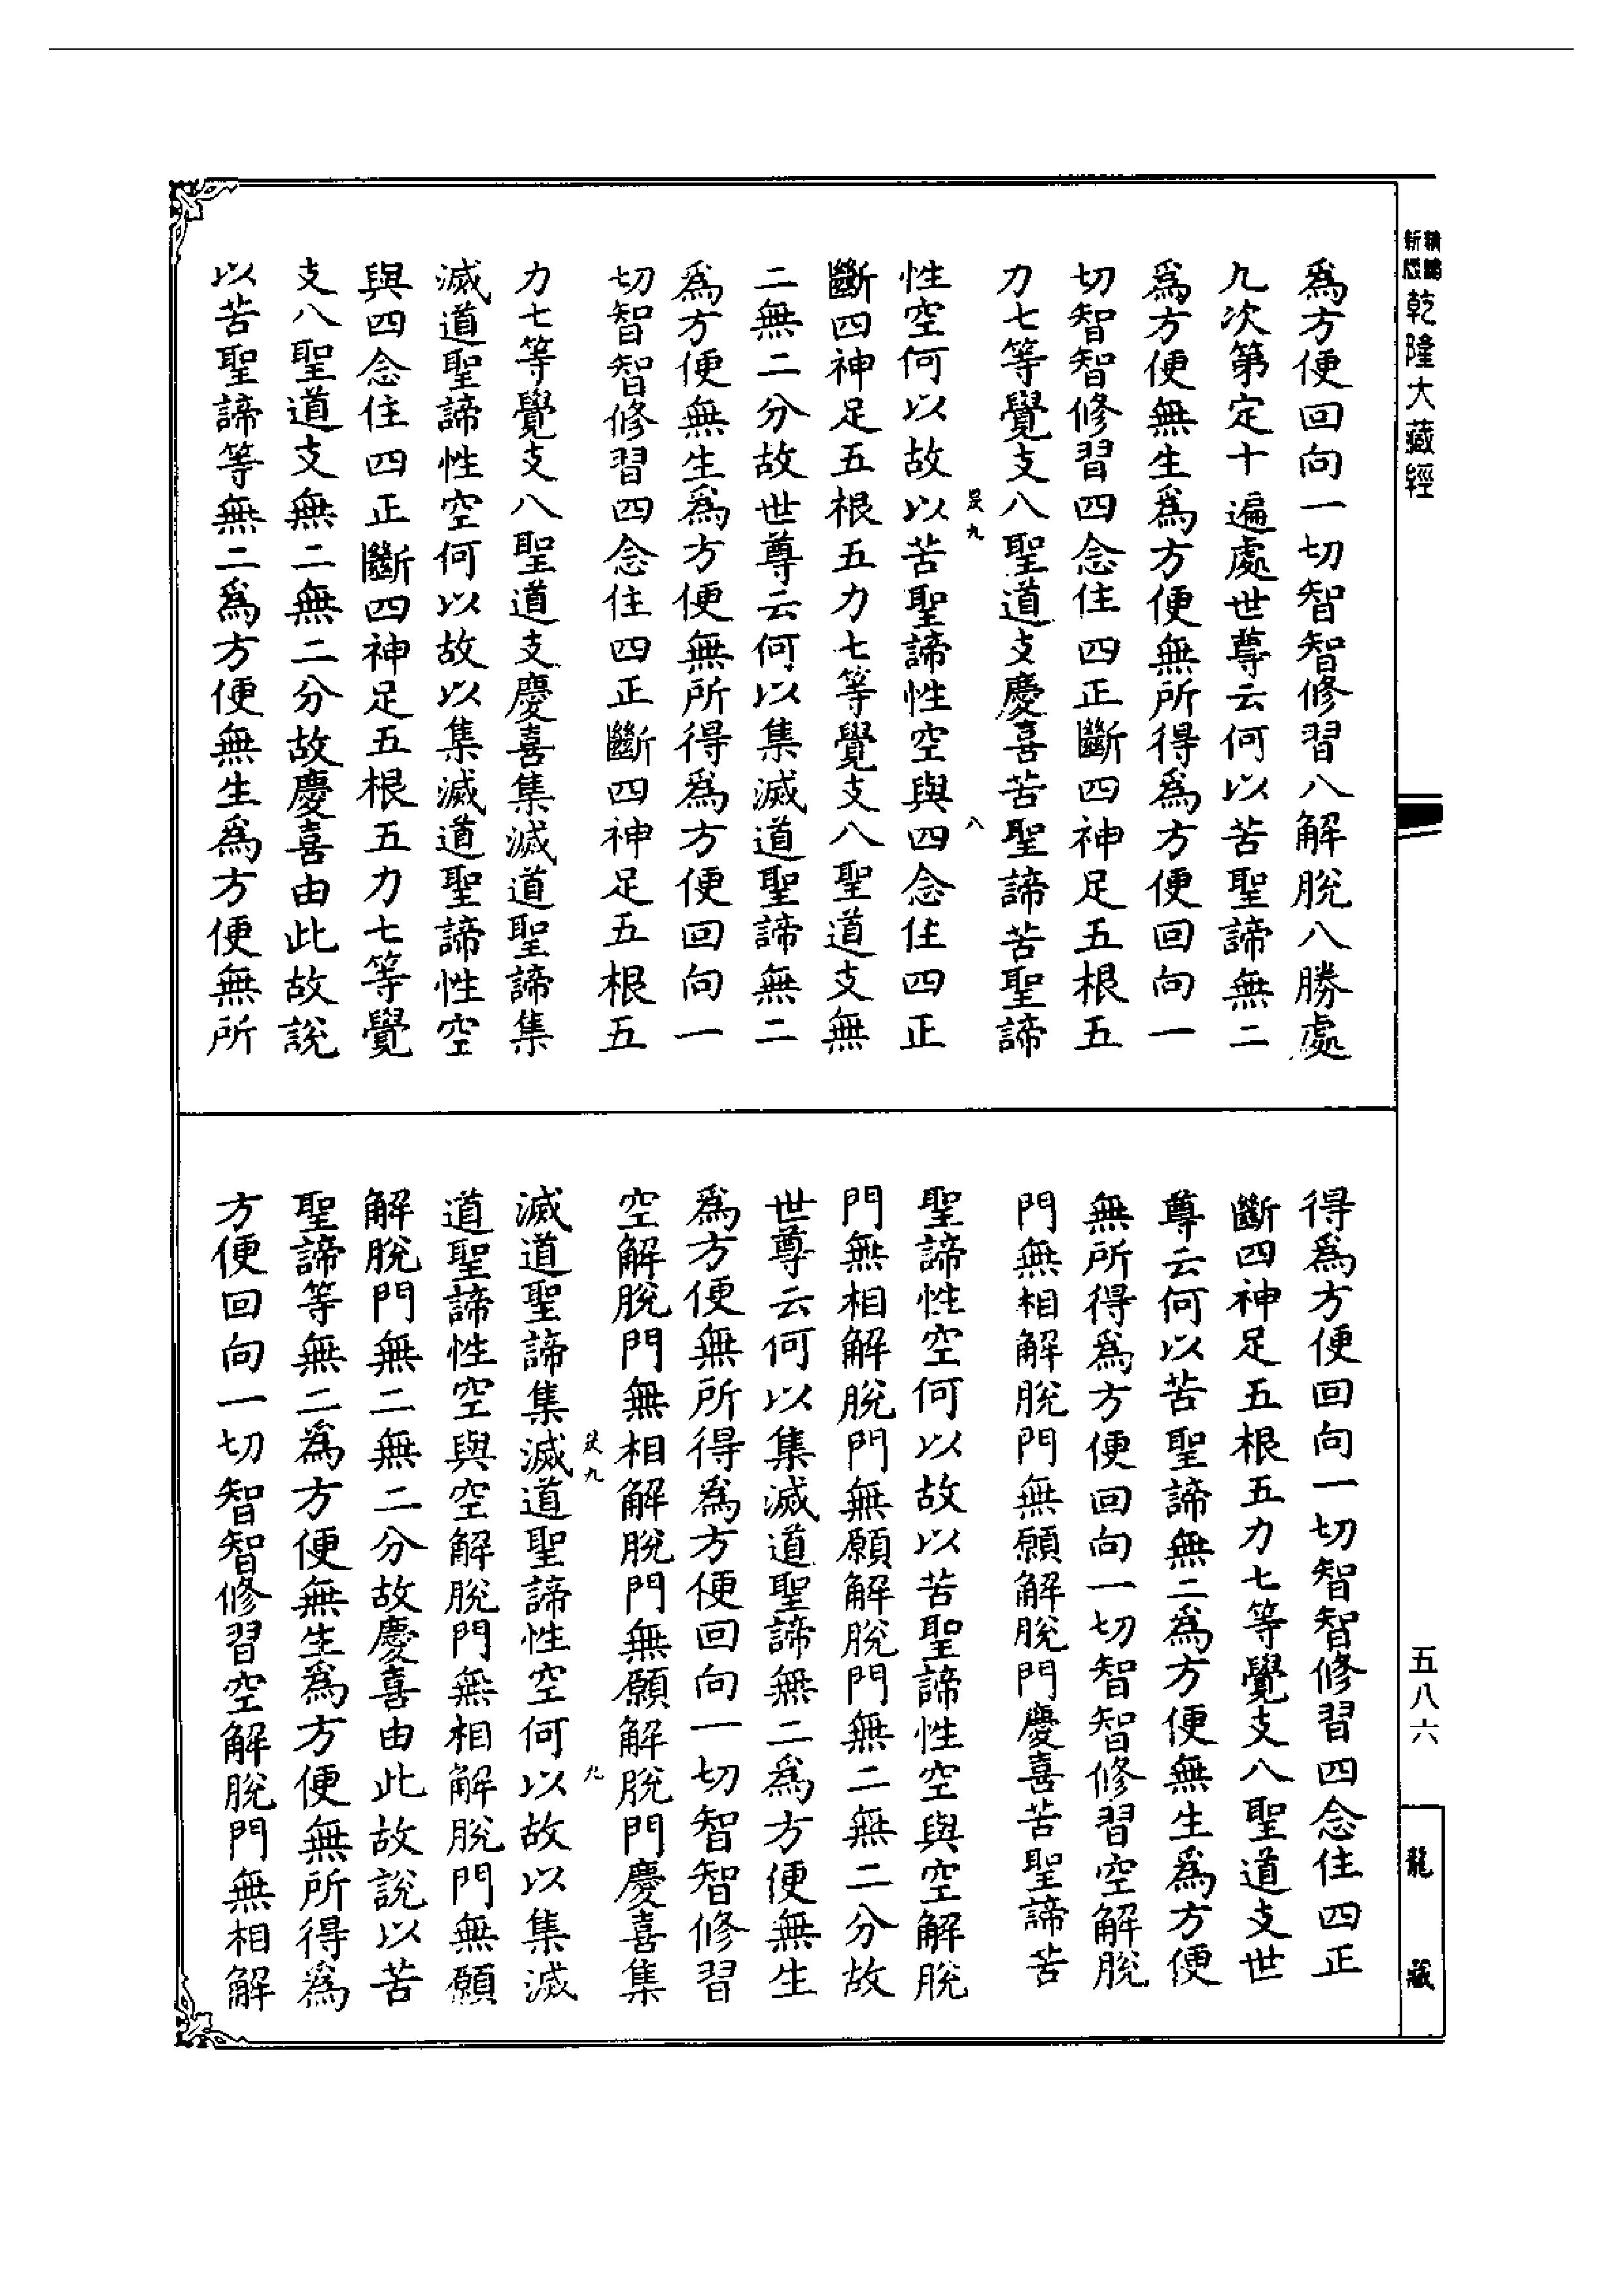 新版
精編
乾隆大藏經
五八六
龍藏
爲方便回向一切智智修習八解脫八勝處
九次第定十遍處世尊云何以苦聖諦無二
爲方便無生爲方便無所得爲方便回向一
切智智修習四念住四正斷四神足五根五
力七等覺支八聖道支慶喜苦聖諦苦聖諦
九
八
性空何以故以苦聖諦性空與四念住四正
斷四神足五根五力七等覺支八聖道支無
二無二分故世尊云何以集滅道聖諦無二
爲方便無生爲方便無所得爲方便回向一
切智智修習四念住四正斷四神足五根五
力七等覺支八聖道支慶喜集滅道聖諦集
滅道聖諦性空何以故以集滅道聖諦性空
與四念住四正斷四神足五根五力七等覺
支八聖道支無二無二分故慶喜由此故說
以苦聖諦等無二爲方便無生爲方便無所
得爲方便回向一切智智修習四念住四正
斷四神足五根五力七等覺支八聖道支世
尊云何以苦聖諦無二爲方便無生爲方便
無所得爲方便回向一切智智修習空解脫
門無相解脫門無願解脫門慶喜苦聖諦苦
聖諦性空何以故以苦聖諦性空與空解脫
門無相解脫門無願解脫門無二無二分故
世尊云何以集滅道聖諦無二爲方便無生
爲方便無所得爲方便回向一切智智修習
空解脫門無相解脫門無願解脫門慶喜集
九
九
滅道聖諦集滅道聖諦性空何以故以集滅
道聖諦性空與空解脫門無相解脫門無願
解脫門無二無二分故慶喜由此故說以苦
聖諦等無二爲方便無生爲方便無所得爲
方便回向一切智智修習空解脫門無相解